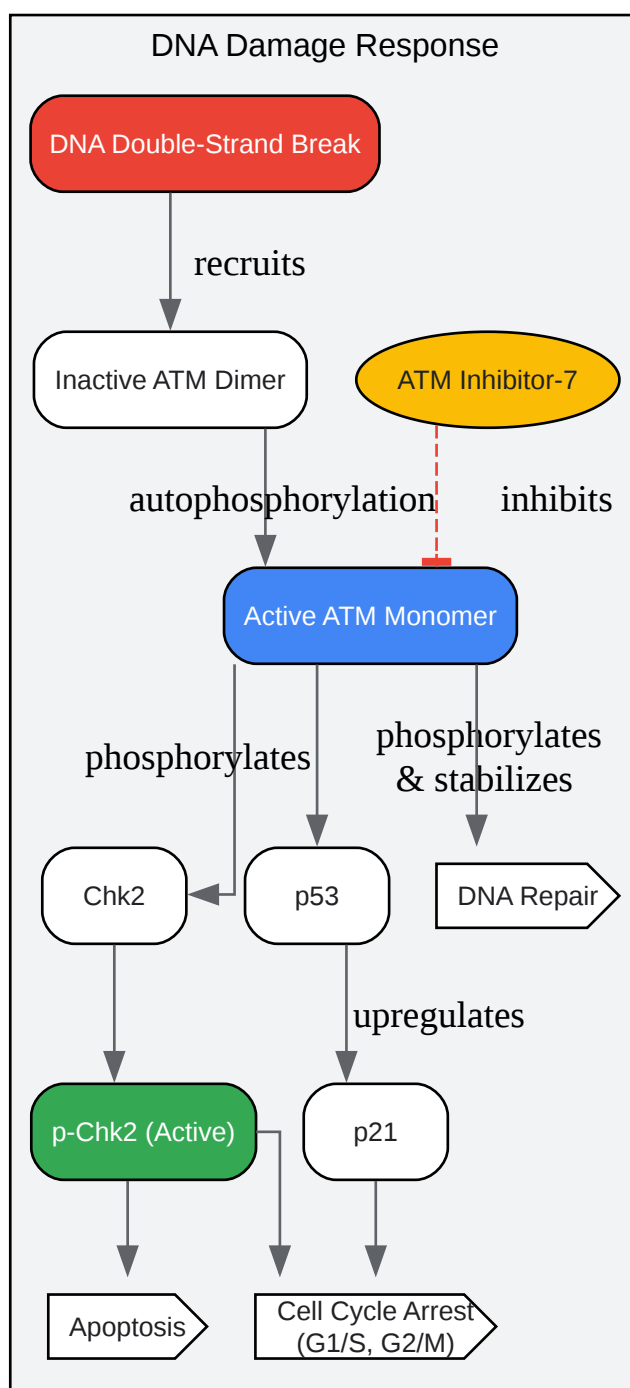 DNA Damage Response
DNA Double-Strand Break
recruits
Inactive ATM Dimer
ATM Inhibitor-7
autophosphorylation
inhibits
Active ATM Monomer
phosphorylates
phosphorylates
& stabilizes
Chk2
p53
DNA Repair
upregulates
p-Chk2 (Active)
p21
Apoptosis
Cell Cycle Arrest
(G1/S, G2/M)